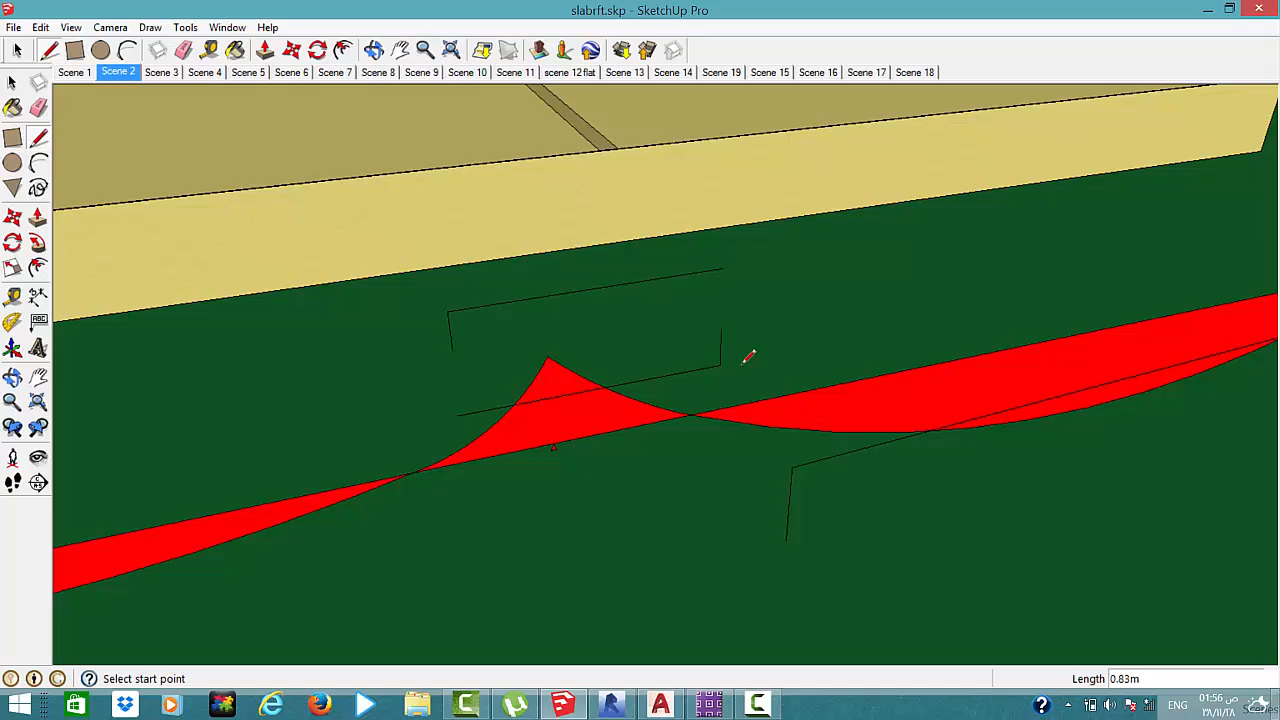 slabrft.skp - SketchUp Pro
File Edit View Camera Draw Tools Window Help
Scene 1 Scene 2 Scene 3 Scene 4 Scene 5 Scene 6 Scene 7 Scene 8 Scene 9 Scene 10 Scene 11 Scene 12 flat Scene 13 Scene 14 Scene 19 Scene 15 Scene 16 Scene 17 Scene 18
ABC
Select start point
Length 0.83m
ENG
01:56 ص